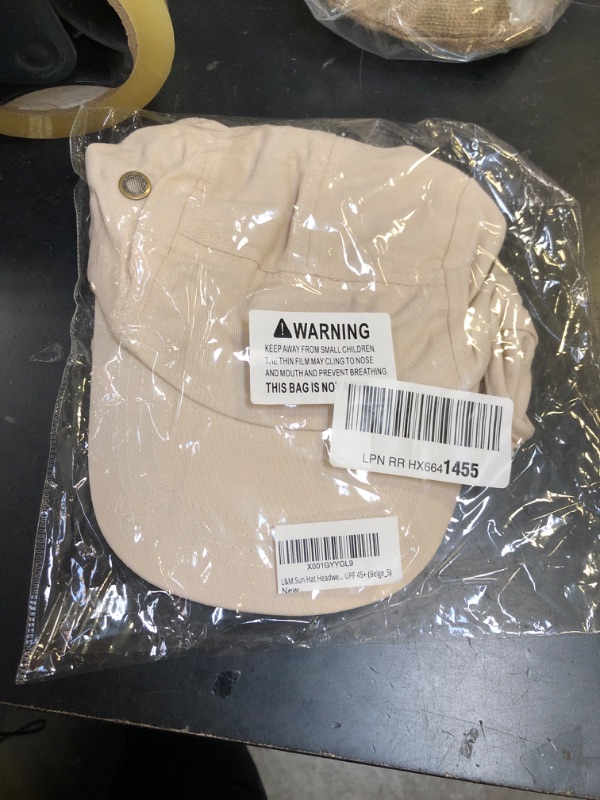 WARNING
KEEP AWAY FROM SMALL CHILDREN.
THE THIN FILM MAY CLING TO NOSE
AND MOUTH AND PREVENT BREATHING.
THIS BAG IS NOT
LPN RR HX6641455
X001GYYGL9
L&M Sun Hat Headwe... UPF 45+ (Beige_S)
New